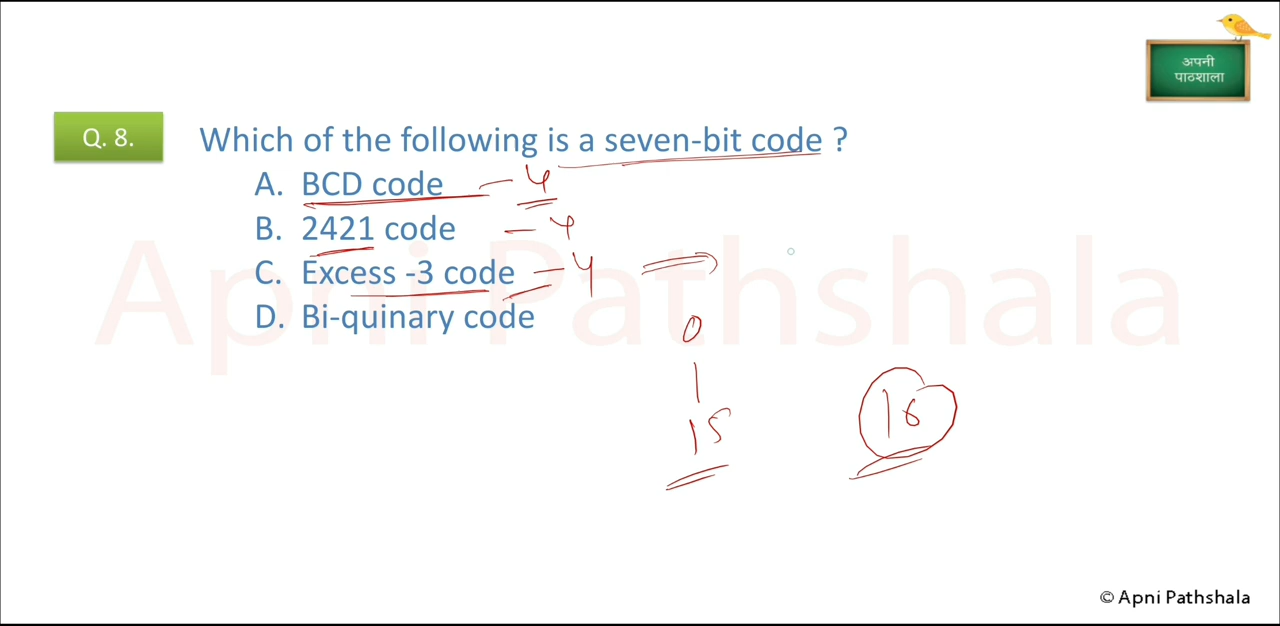 अपनी
पाठशाला
Q. 8. Which of the following is a seven-bit code ?
A. BCD code - 4
B. 2421 code - 4
C. Excess -3 code - 4
D. Bi-quinary code
0
15
16
Apni Pathshala
© Apni Pathshala